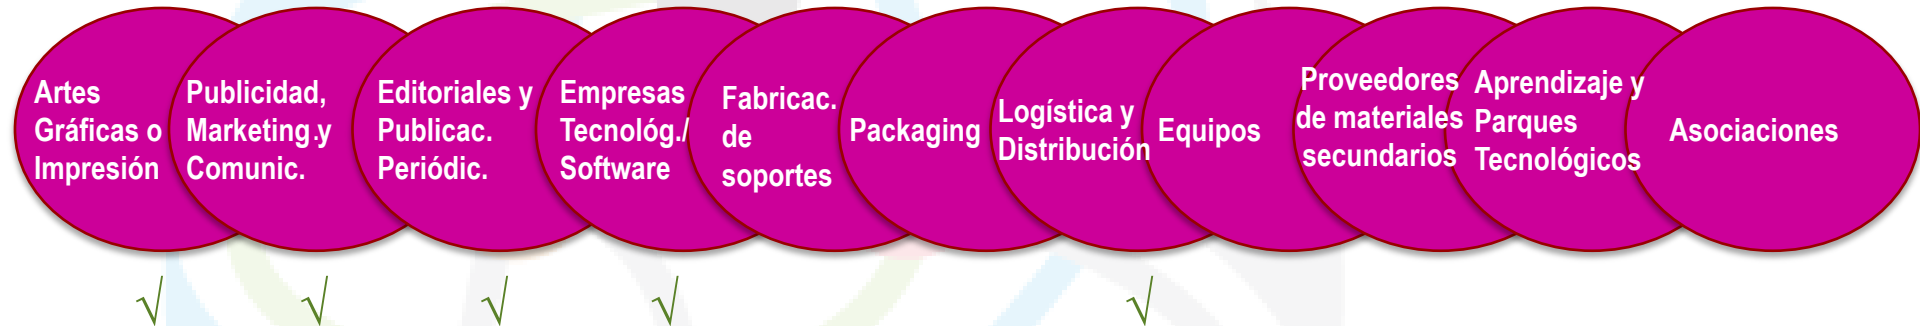 Artes
Gráficas o
Impresión
Publicidad,
Marketing.y
Comunic.
Editoriales y
Publicac.
Periódic.
Empresas
Tecnológ./
Software
Fabricac.
de
soportes
Packaging
Logística y
Distribución
Equipos
Proveedores
de materiales
secundarios
Aprendizaje y
Parques
Tecnológicos
Asociaciones
√ √ √ √ √